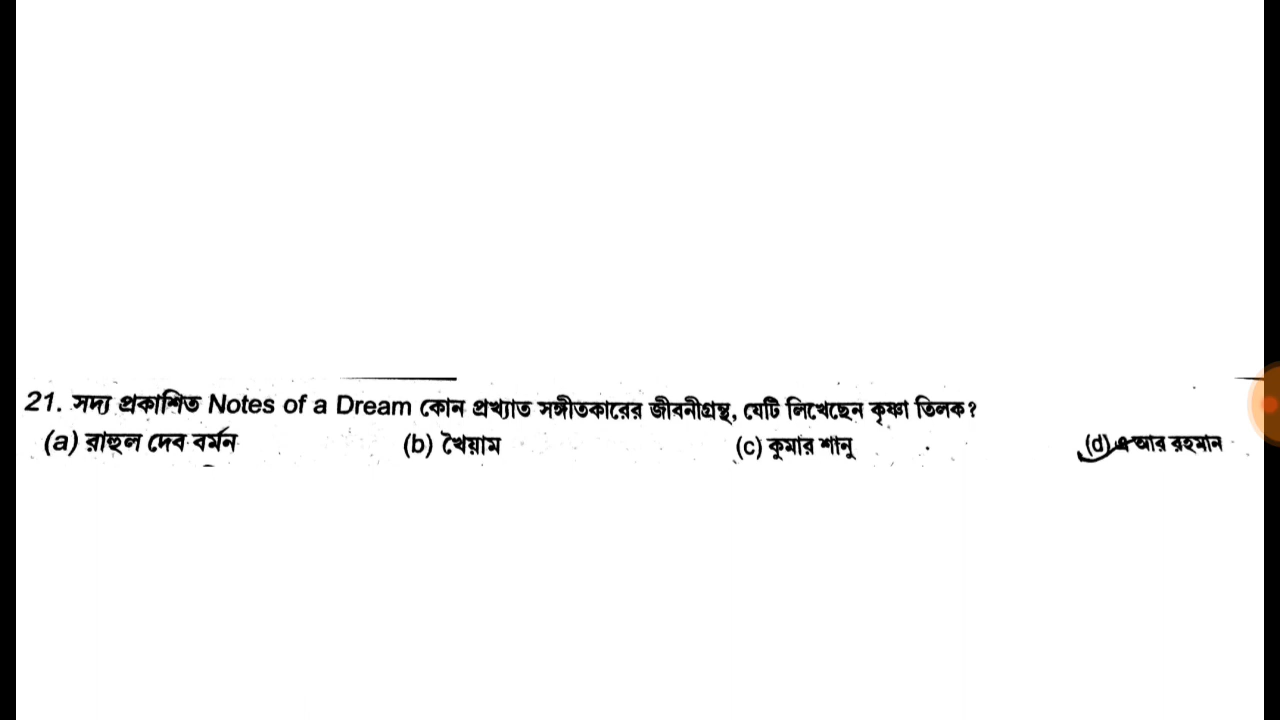 21. সদ্য প্রকাশিত Notes of a Dream কোন প্রখ্যাত সঙ্গীতকারের জীবনীগ্রন্থ, যেটি লিখেছেন কৃষ্ণা তিলক?
(a) রাহুল দেব বর্মন (b) খৈয়াম (c) কুমার শানু (d) এ আর রহমান